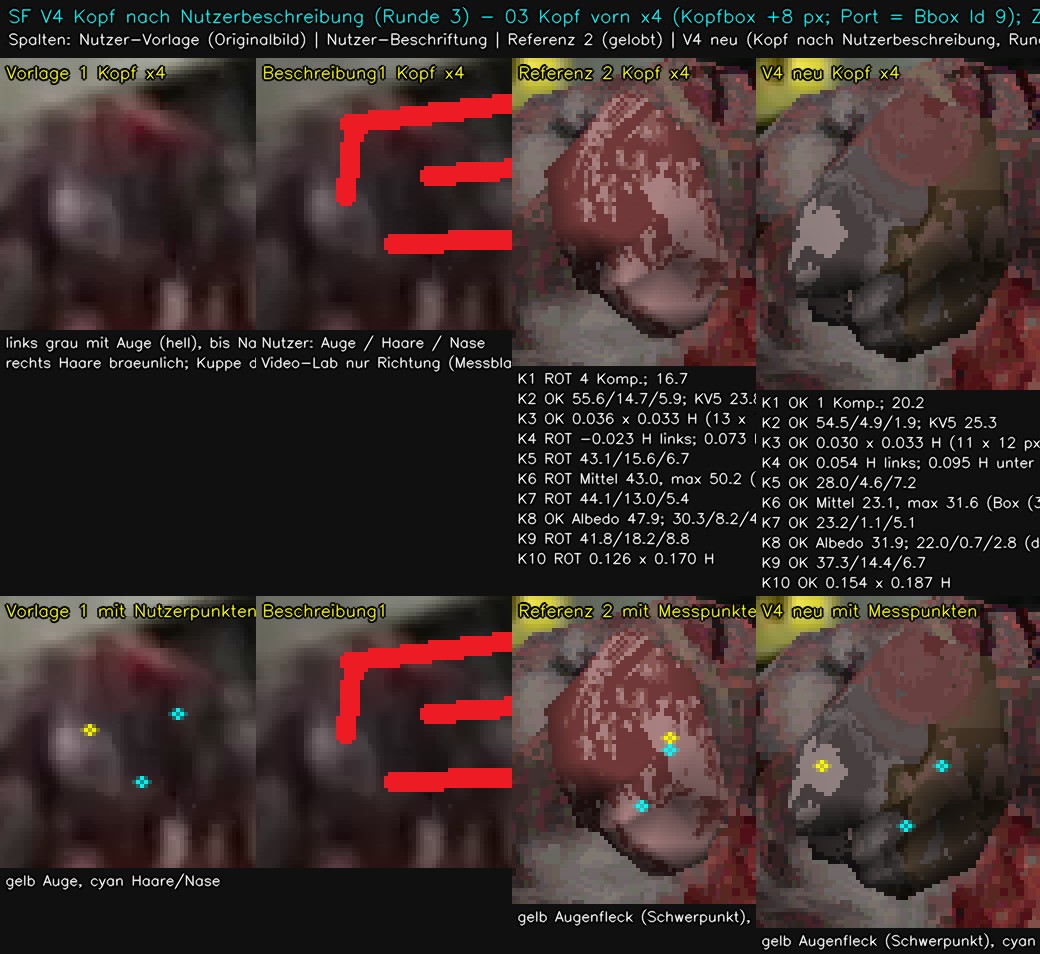 SF V4 Kopf nach Nutzerbeschreibung (Runde 3) – 03 Kopf vorn x4 (Kopfbox +8 px; Port = Bbox Id 9); Z
Spalten: Nutzer-Vorlage (Originalbild) | Nutzer-Beschriftung | Referenz 2 (gelobt) | V4 neu (Kopf nach Nutzerbeschreibung, Run
Vorlage 1 Kopf x4
Beschreibung1 Kopf x4
Referenz 2 Kopf x4
V4 neu Kopf x4
links grau mit Auge (hell), bis Na
rechts Haare braeunlich; Kuppe d
Nutzer: Auge / Haare / Nase
Video-Lab nur Richtung (Messbla
K1 ROT 4 Komp.; 16.7
K2 OK 55.6/14.7/5.9; KV5 23.8
K3 OK 0.036 x 0.033 H (13 x
K4 ROT -0.023 H links; 0.073
K5 ROT 43.1/15.6/6.7
K6 ROT Mittel 43.0, max 50.2 (
K7 ROT 44.1/13.0/5.4
K8 OK Albedo 47.9; 30.3/8.2/4
K9 ROT 41.8/18.2/8.8
K10 ROT 0.126 x 0.170 H
K1 OK 1 Komp.; 20.2
K2 OK 54.5/4.9/1.9; KV5 25.3
K3 OK 0.030 x 0.033 H (11 x 12 px
K4 OK 0.054 H links; 0.095 H unter
K5 OK 28.0/4.6/7.2
K6 OK Mittel 23.1, max 31.6 (Box (3
K7 OK 23.2/1.1/5.1
K8 OK Albedo 31.9; 22.0/0.7/2.8 (d
K9 OK 37.3/14.4/6.7
K10 OK 0.154 x 0.187 H
Vorlage 1 mit Nutzerpunkten
Beschreibung1
Referenz 2 mit Messpunkte
V4 neu mit Messpunkten
gelb Auge, cyan Haare/Nase
gelb Augenfleck (Schwerpunkt),
gelb Augenfleck (Schwerpunkt), cyan